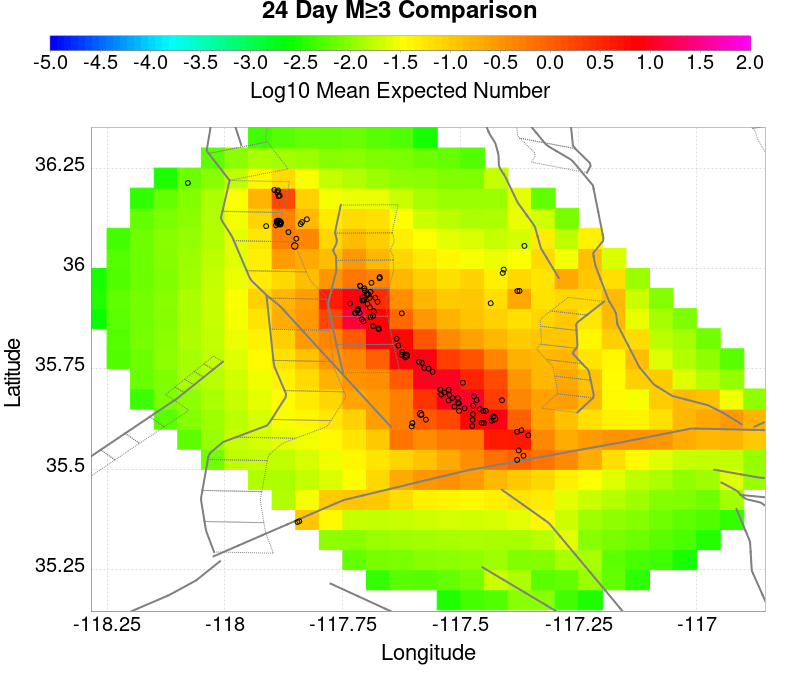 24 Day M≥3 Comparison
-5.0 -4.5 -4.0 -3.5 -3.0 -2.5 -2.0 -1.5 -1.0 -0.5 0.0 0.5 1.0 1.5 2.0
Log10 Mean Expected Number
36.25
36
35.75
35.5
35.25
Latitude
-118.25 -118 -117.75 -117.5 -117.25 -117
Longitude